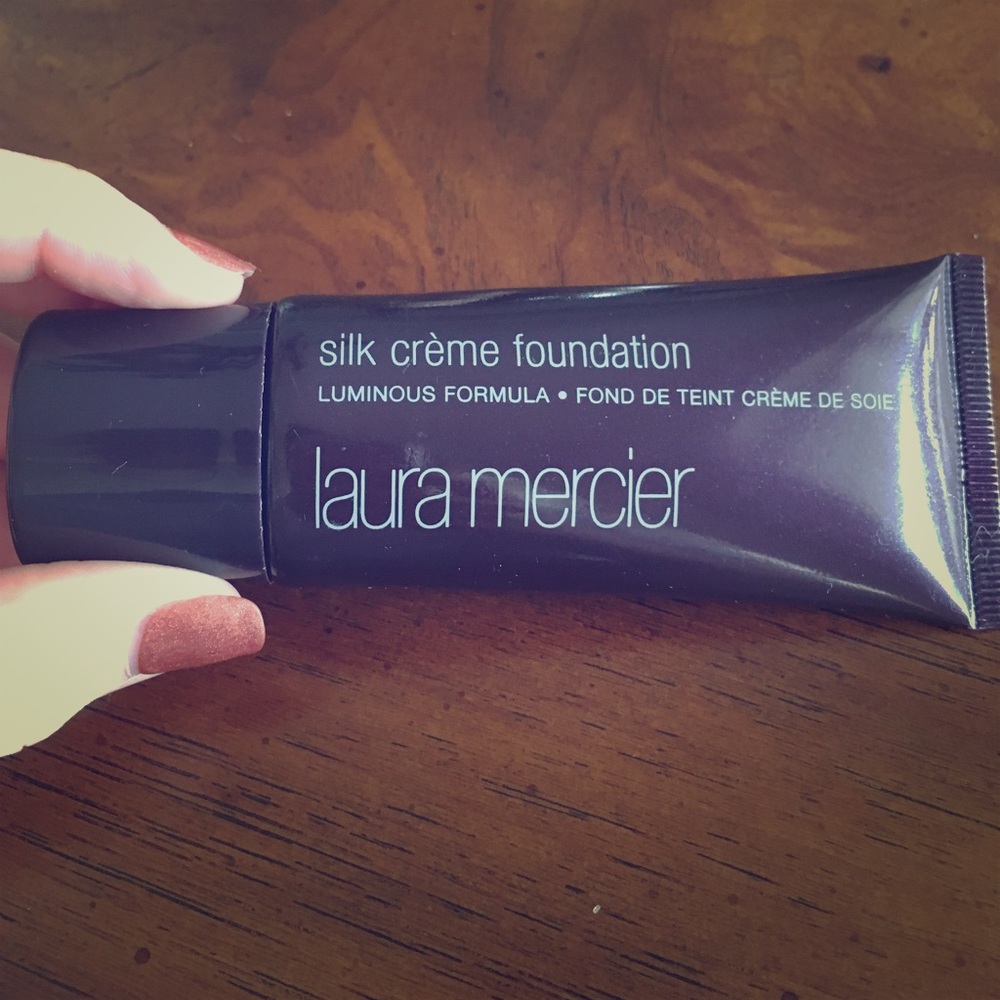 silk crème foundation
LUMINOUS FORMULA • FOND DE TEINT CRÈME DE SOIE
laura mercier